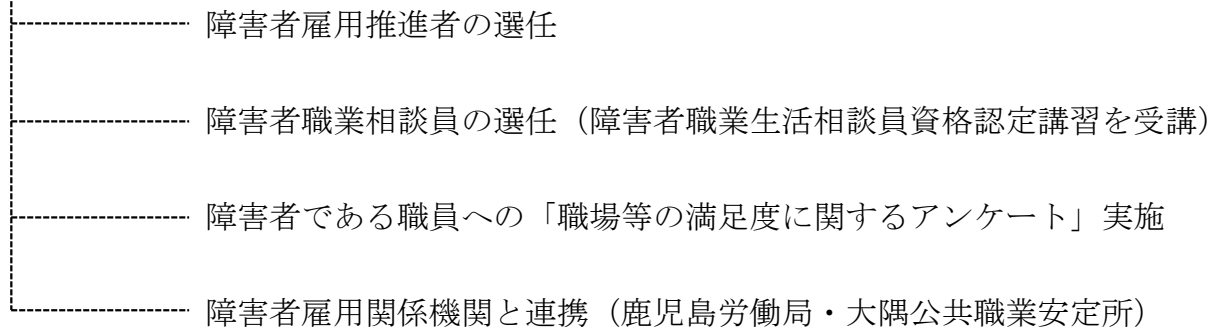 障害者雇用推進者の選任
障害者職業相談員の選任（障害者職業生活相談員資格認定講習を受講）
障害者である職員への「職場等の満足度に関するアンケート」実施
障害者雇用関係機関と連携（鹿児島労働局・大隅公共職業安定所）